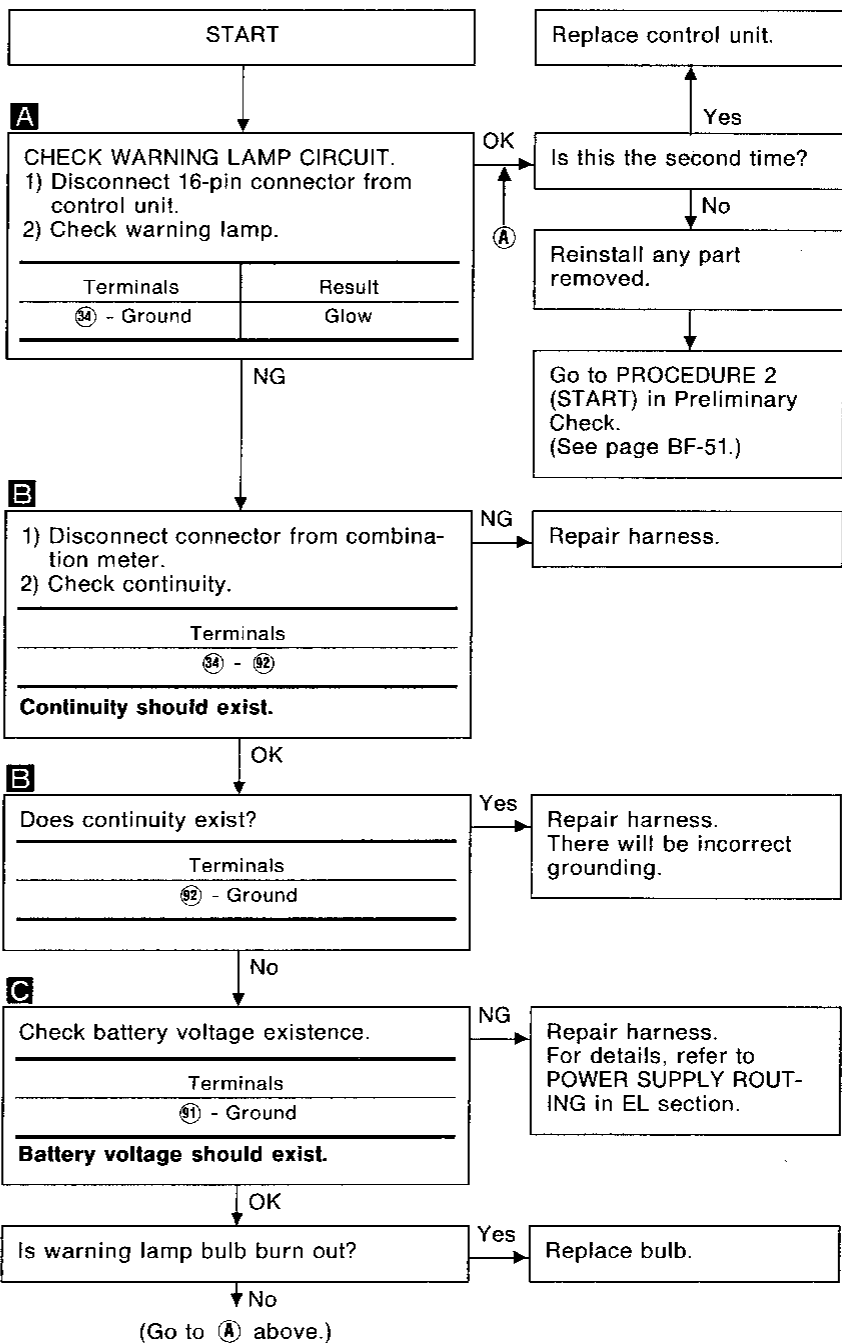 START
Replace control unit.
Yes
A
CHECK WARNING LAMP CIRCUIT.
1) Disconnect 16-pin connector from
control unit.
2) Check warning lamp.
Terminals Result
34 - Ground Glow
OK
A
Is this the second time?
No
Reinstall any part
removed.
Go to PROCEDURE 2
(START) in Preliminary
Check.
(See page BF-51.)
NG
B
1) Disconnect connector from combina-
tion meter.
2) Check continuity.
Terminals
34 - 92
Continuity should exist.
NG
Repair harness.
OK
B
Does continuity exist?
Terminals
92 - Ground
Yes
Repair harness.
There will be incorrect
grounding.
No
C
Check battery voltage existence.
Terminals
91 - Ground
Battery voltage should exist.
NG
Repair harness.
For details, refer to
POWER SUPPLY ROUT-
ING in EL section.
OK
Is warning lamp bulb burn out?
Yes
Replace bulb.
No
(Go to A above.)